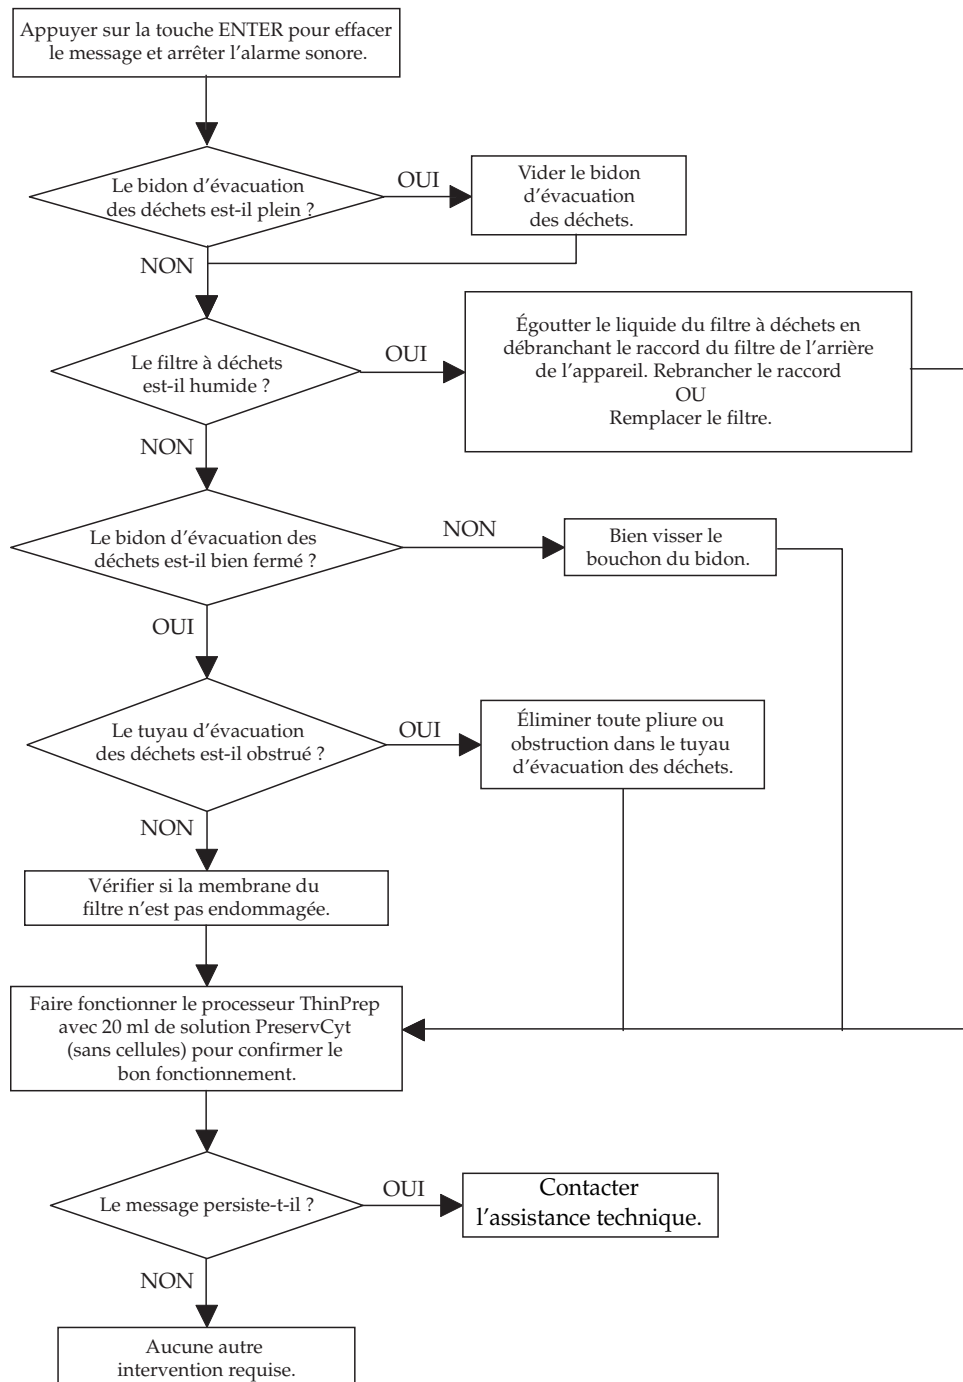 Appuyer sur la touche ENTER pour effacer
le message et arrêter l'alarme sonore.
Le bidon d'évacuation
des déchets est-il plein ?
OUI
Vider le bidon
d'évacuation
des déchets.
NON
Le filtre à déchets
est-il humide ?
OUI
Égoutter le liquide du filtre à déchets en
débranchant le raccord du filtre de l'arrière
de l'appareil. Rebrancher le raccord
OU
Remplacer le filtre.
NON
Le bidon d'évacuation des
déchets est-il bien fermé ?
NON
Bien visser le
bouchon du bidon.
OUI
Le tuyau d'évacuation
des déchets est-il obstrué ?
OUI
Éliminer toute pliure ou
obstruction dans le tuyau
d'évacuation des déchets.
NON
Vérifier si la membrane du
filtre n'est pas endommagée.
Faire fonctionner le processeur ThinPrep
avec 20 ml de solution PreservCyt
(sans cellules) pour confirmer le
bon fonctionnement.
Le message persiste-t-il ?
OUI
Contacter
l'assistance technique.
NON
Aucune autre
intervention requise.